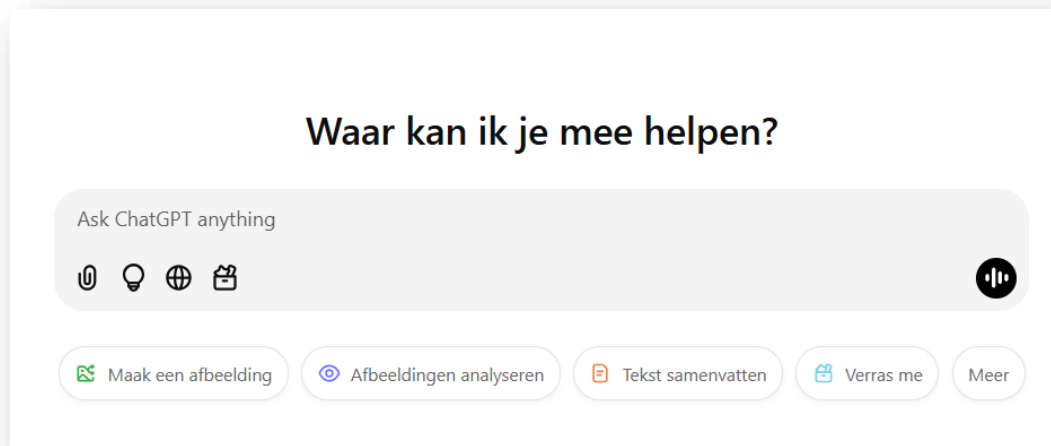 Waar kan ik je mee helpen?
Ask ChatGPT anything
Maak een afbeelding
Afbeeldingen analyseren
Tekst samenvatten
Verras me
Meer